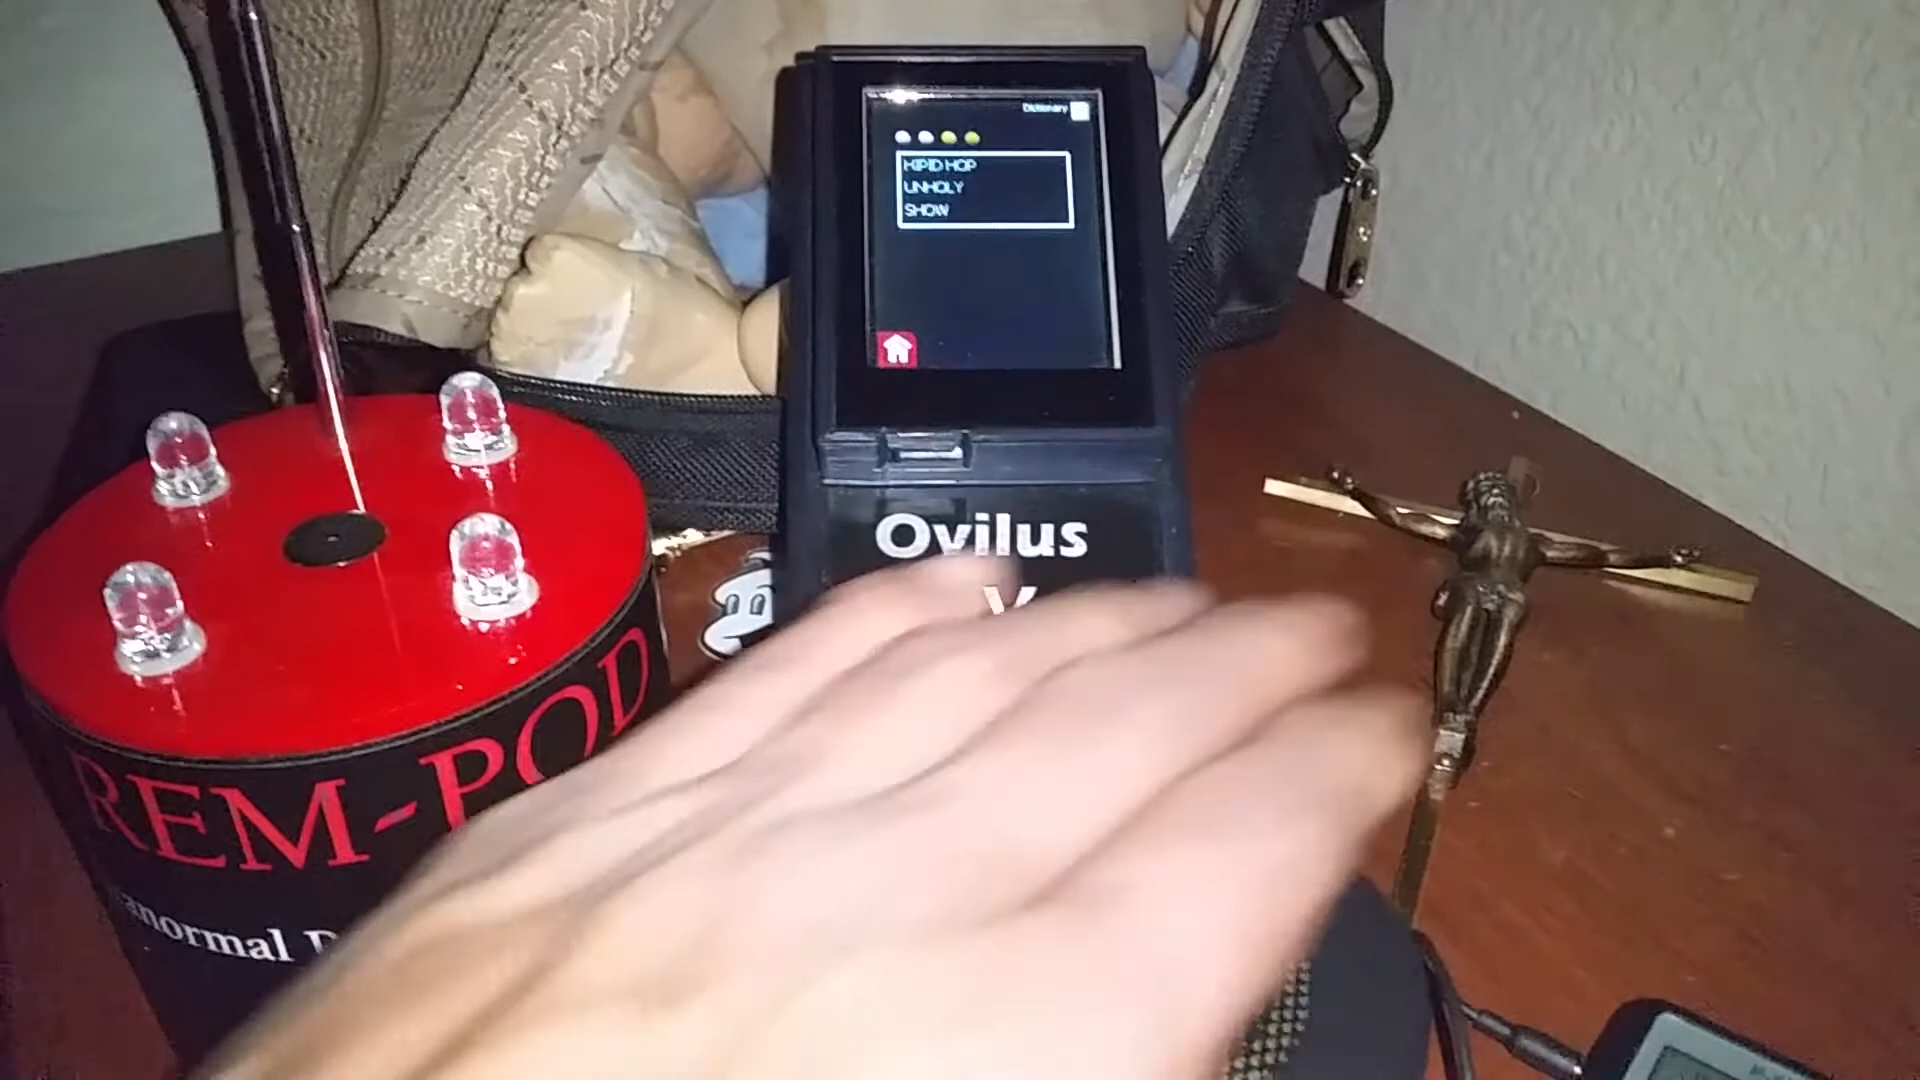 Dictionary
HIPID HOP
UNHOLY
SHOW
Ovilus
V
REM-POD
anormal